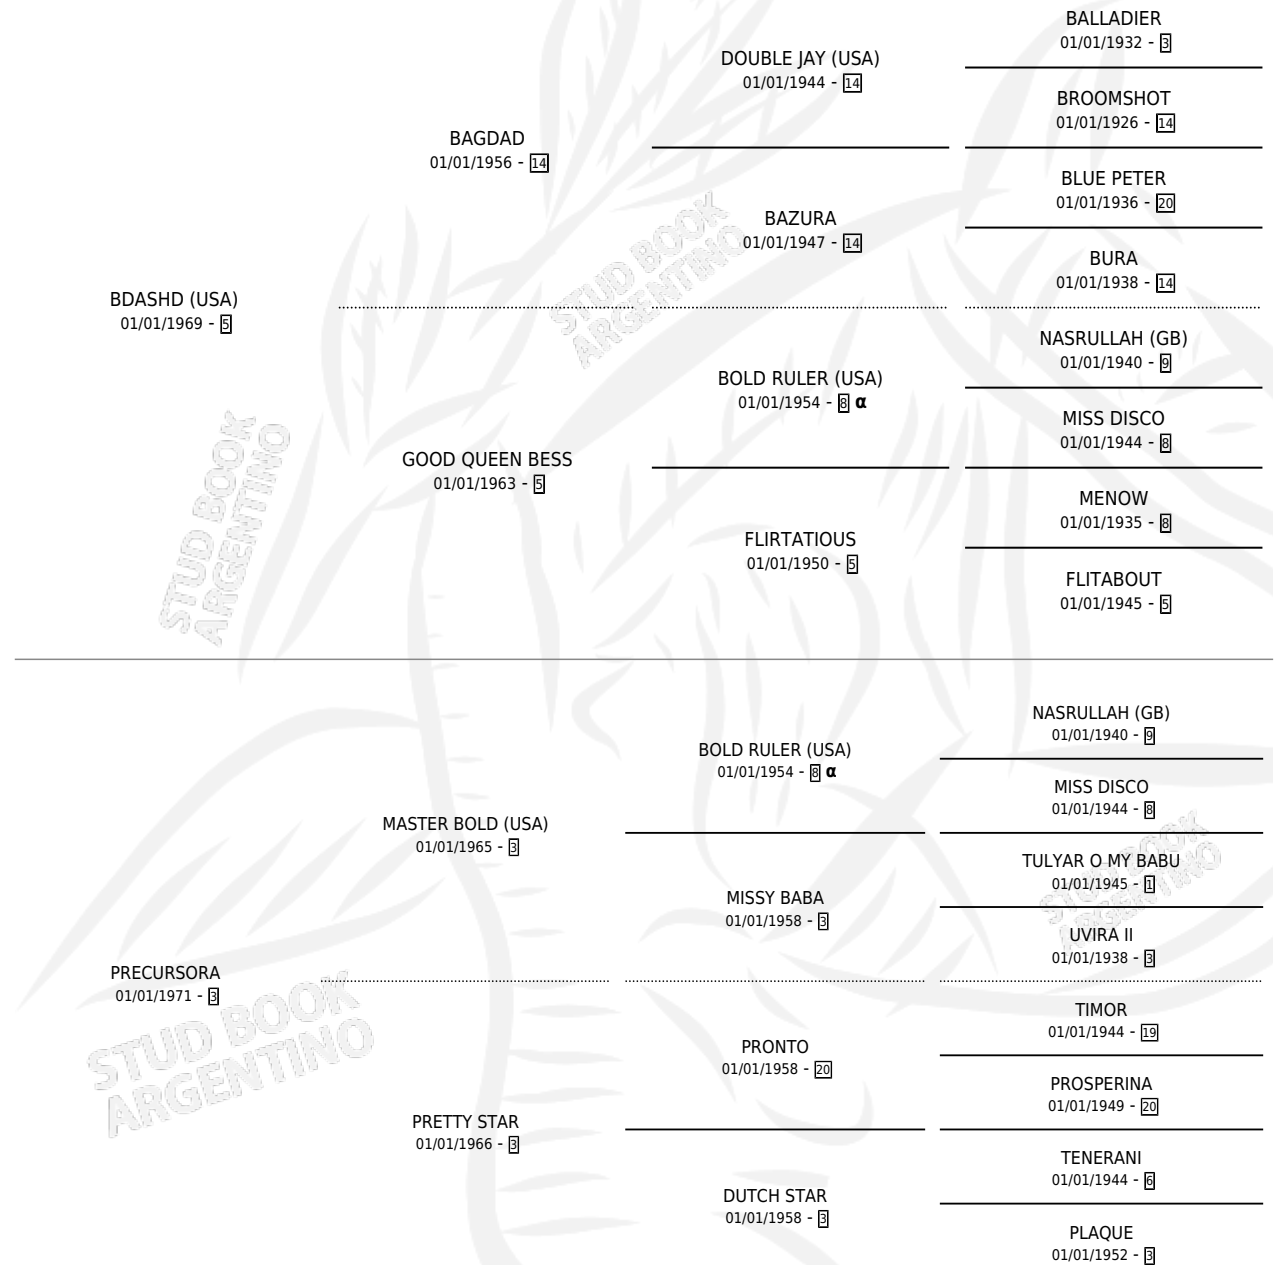 BALLADIER
01/01/1932 - 3
DOUBLE JAY (USA)
01/01/1944 - 14
BROOMSHOT
01/01/1926 - 14
BAGDAD
01/01/1956 - 14
BLUE PETER
01/01/1936 - 20
BAZURA
01/01/1947 - 14
BURA
01/01/1938 - 14
BDASHD (USA)
01/01/1969 - 5
NASRULLAH (GB)
01/01/1940 - 9
BOLD RULER (USA)
01/01/1954 - 8 α
MISS DISCO
01/01/1944 - 8
GOOD QUEEN BESS
01/01/1963 - 5
MENOW
01/01/1935 - 8
FLIRTATIOUS
01/01/1950 - 5
FLITABOUT
01/01/1945 - 5
NASRULLAH (GB)
01/01/1940 - 9
BOLD RULER (USA)
01/01/1954 - 8 α
MISS DISCO
01/01/1944 - 8
MASTER BOLD (USA)
01/01/1965 - 3
TULYAR O MY BABU
01/01/1945 - 1
MISSY BABA
01/01/1958 - 3
UVIRA II
01/01/1938 - 3
PRECURSORA
01/01/1971 - 3
TIMOR
01/01/1944 - 19
PRONTO
01/01/1958 - 20
PROSPERINA
01/01/1949 - 20
PRETTY STAR
01/01/1966 - 3
TENERANI
01/01/1944 - 6
DUTCH STAR
01/01/1958 - 3
PLAQUE
01/01/1952 - 3
STUD BOOK
ARGENTINO
STUD BOOK
ARGENTINO
STUD BOOK
ARGENTINO
STUD BOOK
ARGENTINO